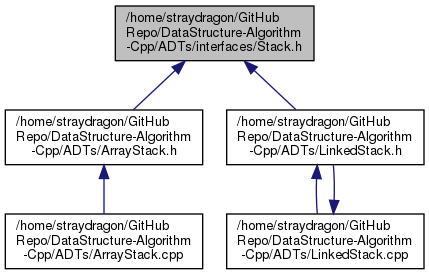 /home/straydragon/GitHub
Repo/DataStructure-Algorithm
-Cpp/ADTs/interfaces/Stack.h
/home/straydragon/GitHub
Repo/DataStructure-Algorithm
-Cpp/ADTs/ArrayStack.h
/home/straydragon/GitHub
Repo/DataStructure-Algorithm
-Cpp/ADTs/LinkedStack.h
/home/straydragon/GitHub
Repo/DataStructure-Algorithm
-Cpp/ADTs/ArrayStack.cpp
/home/straydragon/GitHub
Repo/DataStructure-Algorithm
-Cpp/ADTs/LinkedStack.cpp